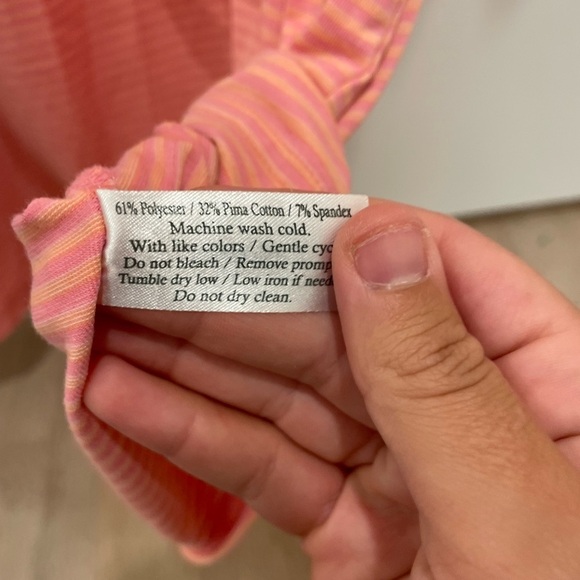 61% Polyester / 32% Pima Cotton / 7% Spandex
Machine wash cold.
With like colors / Gentle cyc
Do not bleach / Remove promp
Tumble dry low / Low iron if need
Do not dry clean.